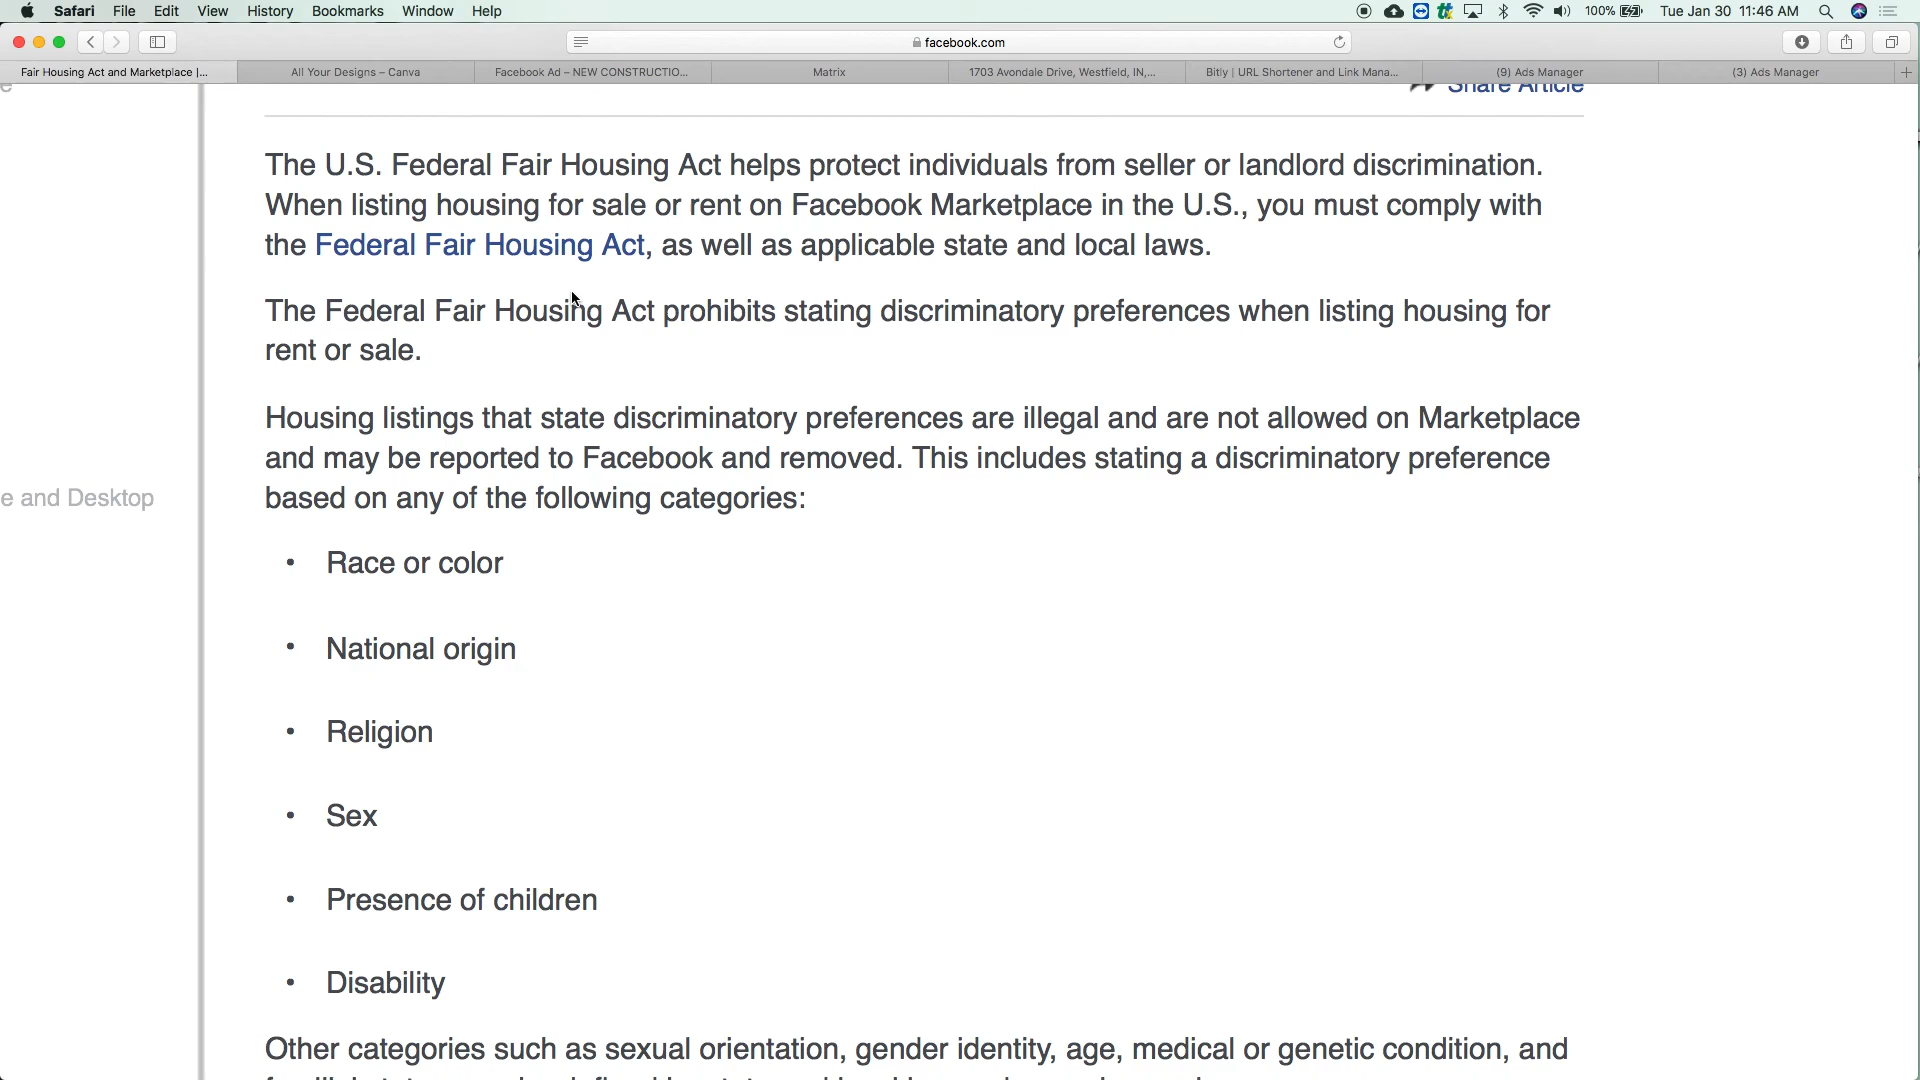 Safari File Edit View History Bookmarks Window Help 100% Tue Jan 30 11:46 AM
facebook.com
Fair Housing Act and Marketplace |... All Your Designs – Canva Facebook Ad – NEW CONSTRUCTIO... Matrix 1703 Avondale Drive, Westfield, IN,... Bitly | URL Shortener and Link Mana... (9) Ads Manager (3) Ads Manager
Share Article
The U.S. Federal Fair Housing Act helps protect individuals from seller or landlord discrimination.
When listing housing for sale or rent on Facebook Marketplace in the U.S., you must comply with
the Federal Fair Housing Act, as well as applicable state and local laws.
The Federal Fair Housing Act prohibits stating discriminatory preferences when listing housing for
rent or sale.
Housing listings that state discriminatory preferences are illegal and are not allowed on Marketplace
and may be reported to Facebook and removed. This includes stating a discriminatory preference
e and Desktop
based on any of the following categories:
• Race or color
• National origin
• Religion
• Sex
• Presence of children
• Disability
Other categories such as sexual orientation, gender identity, age, medical or genetic condition, and